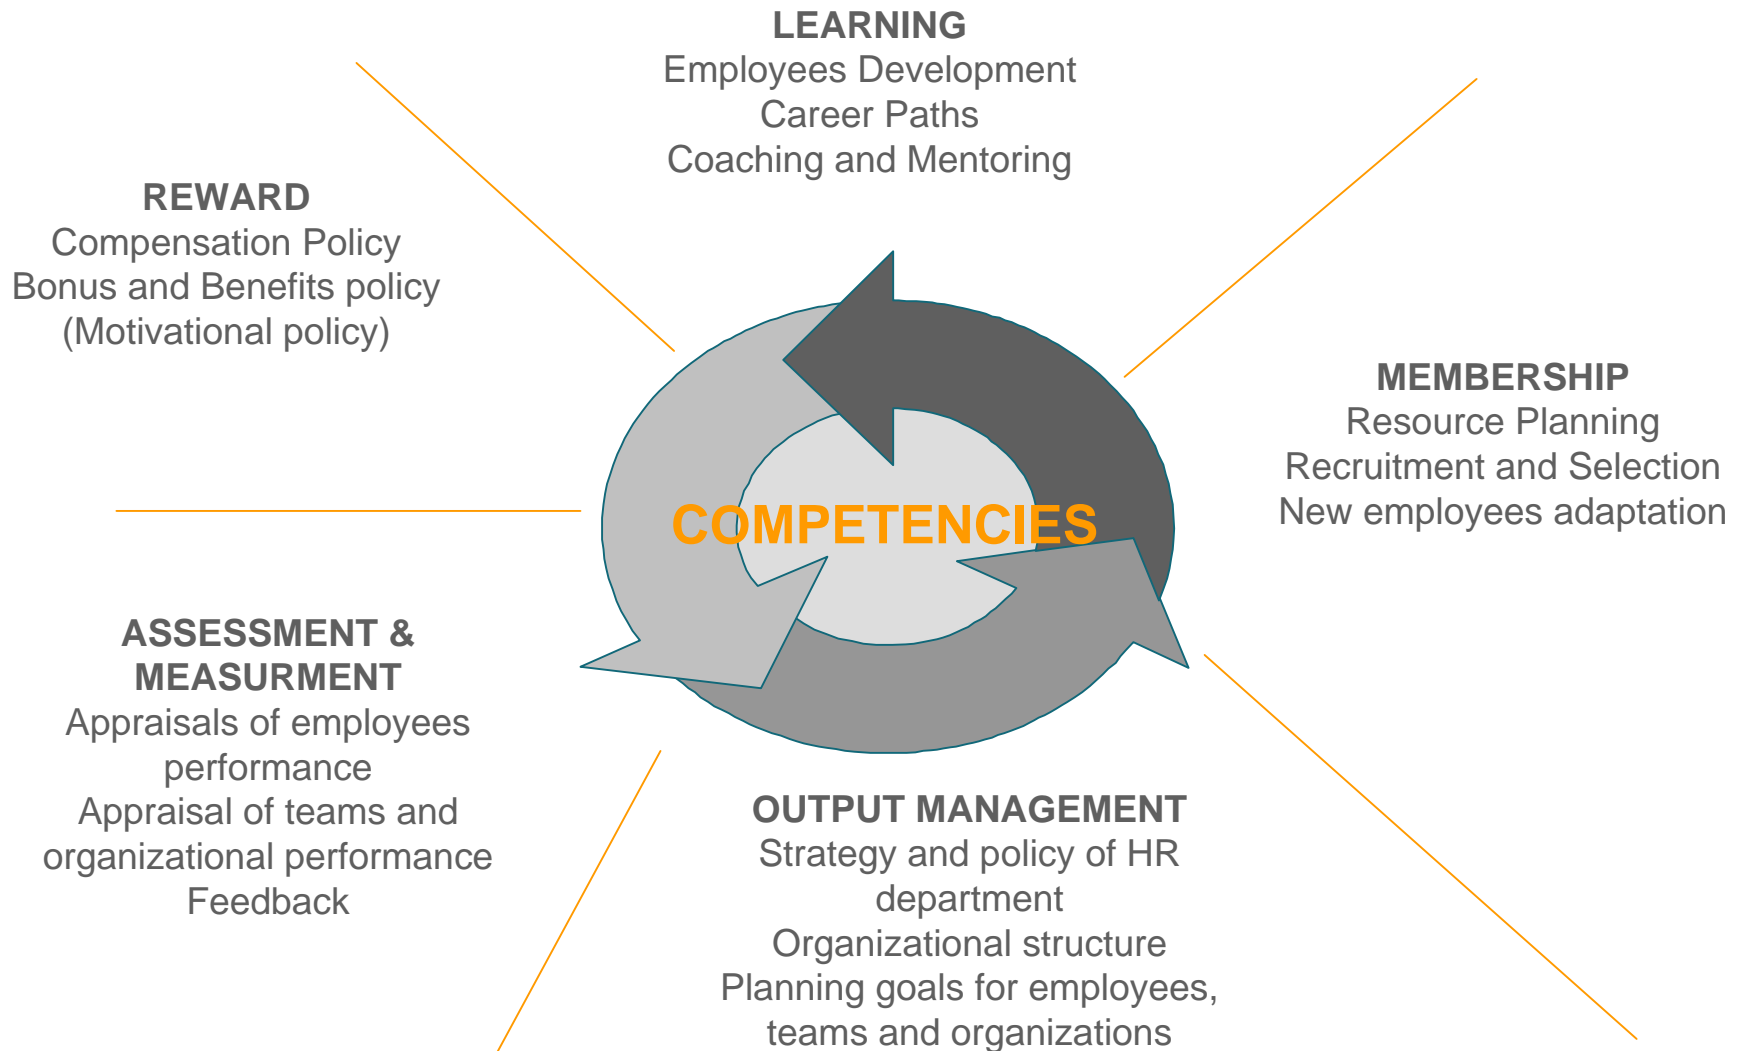 LEARNING
Employees Development
Career Paths
Coaching and Mentoring
REWARD
Compensation Policy
Bonus and Benefits policy
(Motivational policy)
MEMBERSHIP
Resource Planning
Recruitment and Selection
New employees adaptation
COMPETENCIES
ASSESSMENT &
MEASURMENT
Appraisals of employees
performance
Appraisal of teams and
organizational performance
Feedback
OUTPUT MANAGEMENT
Strategy and policy of HR
department
Organizational structure
Planning goals for employees,
teams and organizations